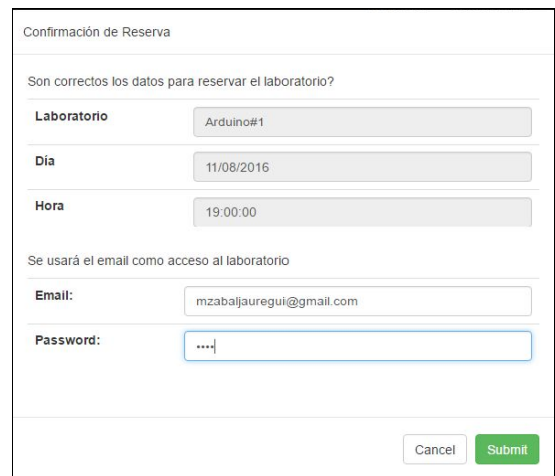 Confirmación de Reserva
Son correctos los datos para reservar el laboratorio?
Laboratorio Arduino#1
Día 11/08/2016
Hora 19:00:00
Se usará el email como acceso al laboratorio
Email: mzabaljauregui@gmail.com
Password: ••••
Cancel Submit